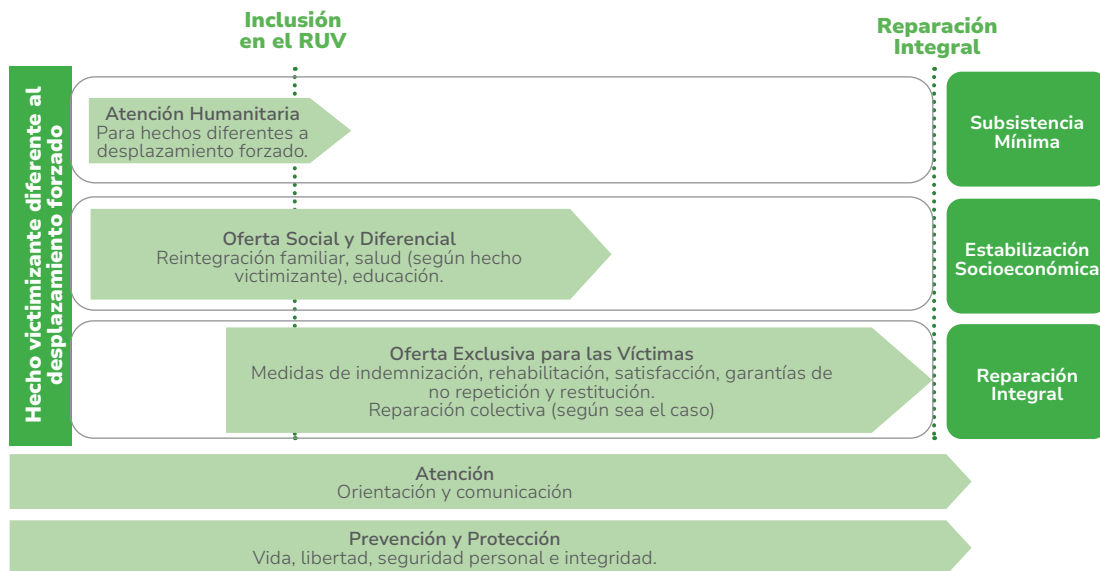 Inclusión
en el RUV
Reparación
Integral
Hecho victimizante diferente al
desplazamiento forzado
Atención Humanitaria
Para hechos diferentes a
desplazamiento forzado.
Subsistencia
Mínima
Oferta Social y Diferencial
Reintegración familiar, salud (según hecho
victimizante), educación.
Estabilización
Socioeconómica
Oferta Exclusiva para las Víctimas
Medidas de indemnización, rehabilitación, satisfacción, garantías de
no repetición y restitución.
Reparación colectiva (según sea el caso)
Reparación
Integral
Atención
Orientación y comunicación
Prevención y Protección
Vida, libertad, seguridad personal e integridad.